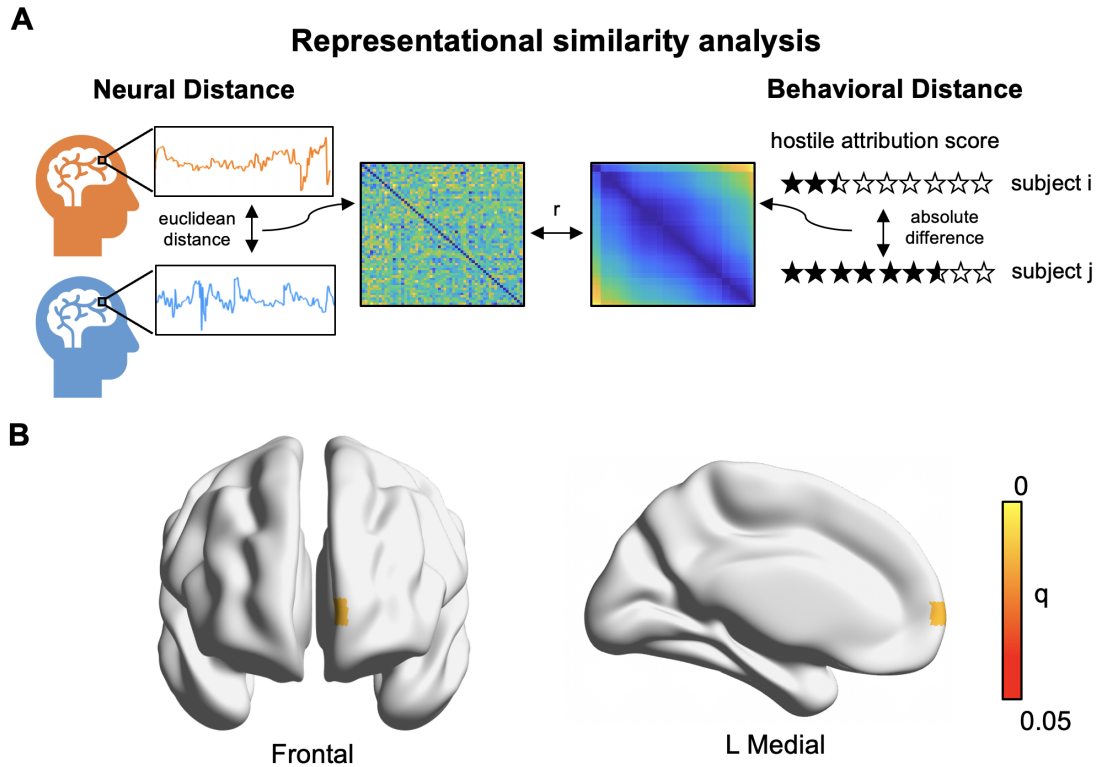 A
Representational similarity analysis
Neural Distance
Behavioral Distance
hostile attribution score
subject i
euclidean
distance
r
absolute
difference
subject j
B
0
q
0.05
Frontal
L Medial